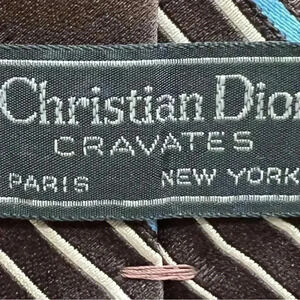 Christian Dior
CRAVATES
PARIS NEW YORK